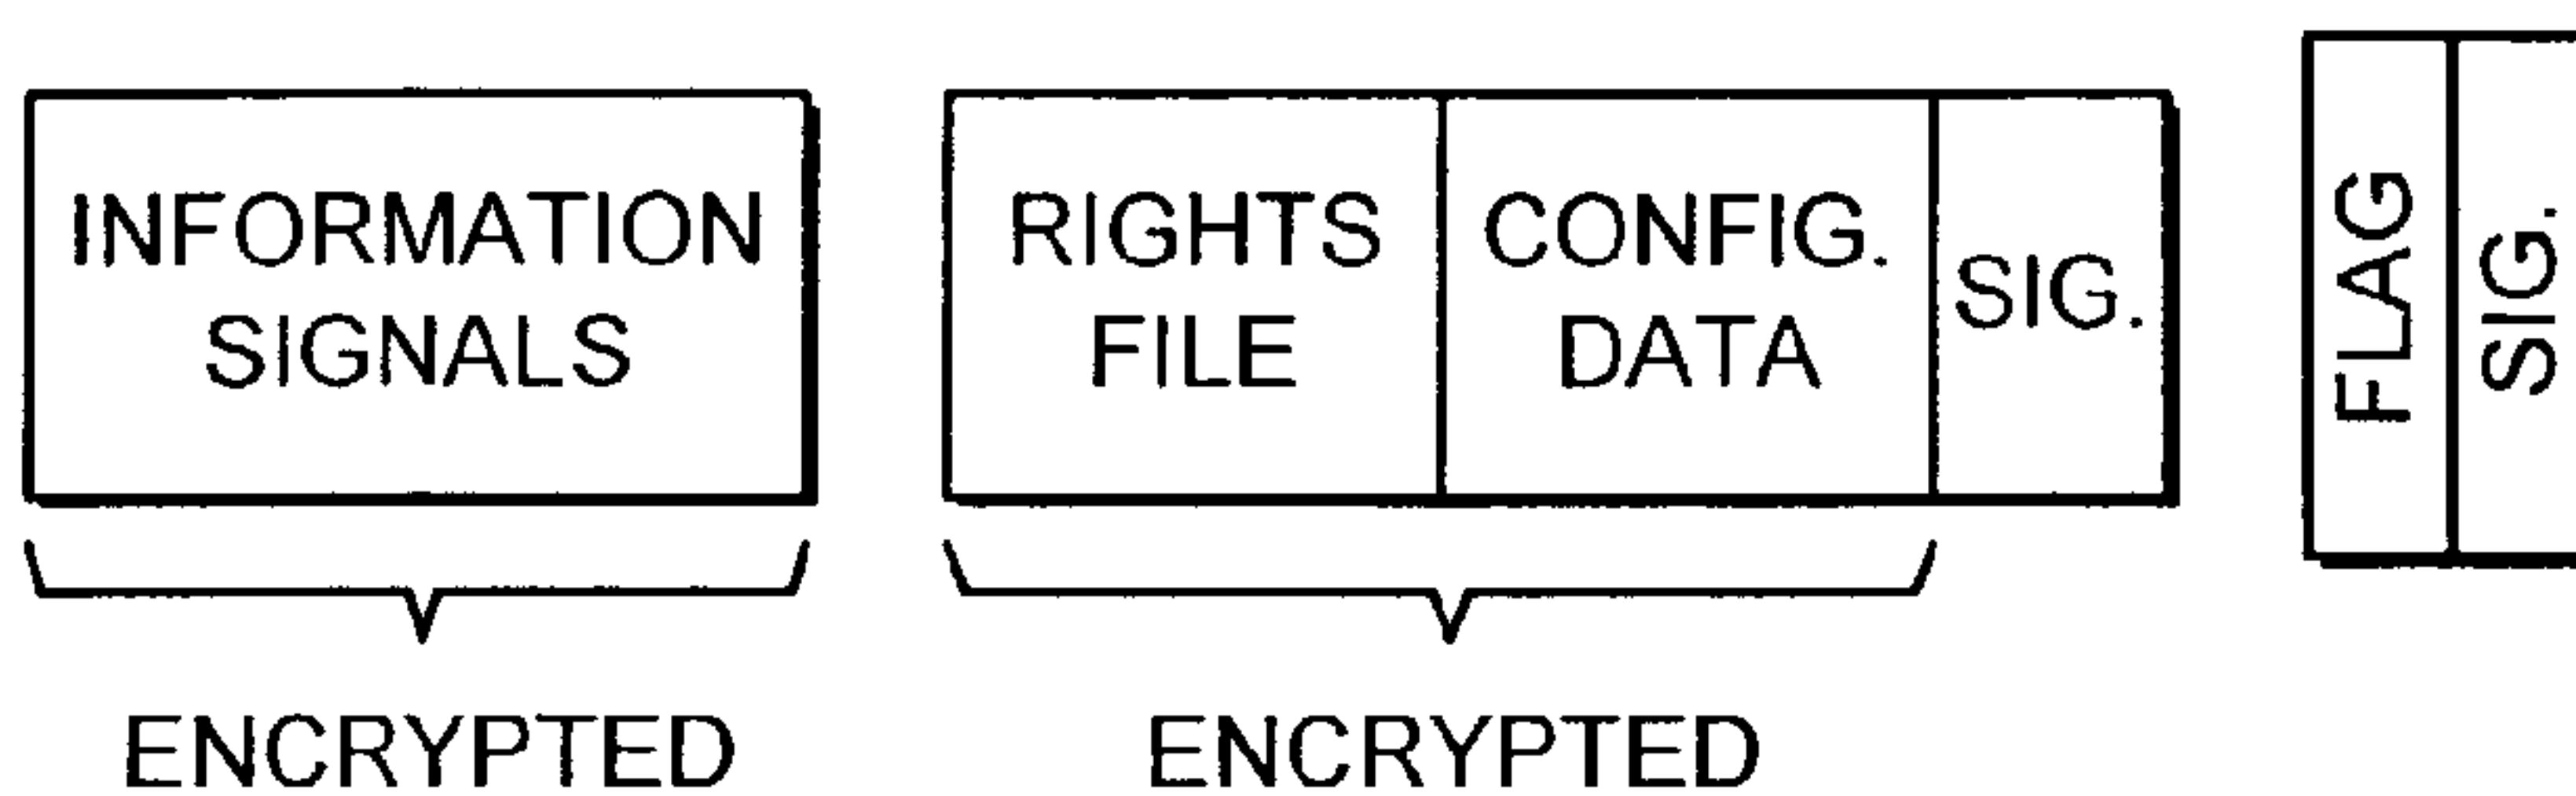 INFORMATION
SIGNALS
RIGHTS
FILE
CONFIG.
DATA
SIG.
FLAG
SIG.
ENCRYPTED
ENCRYPTED